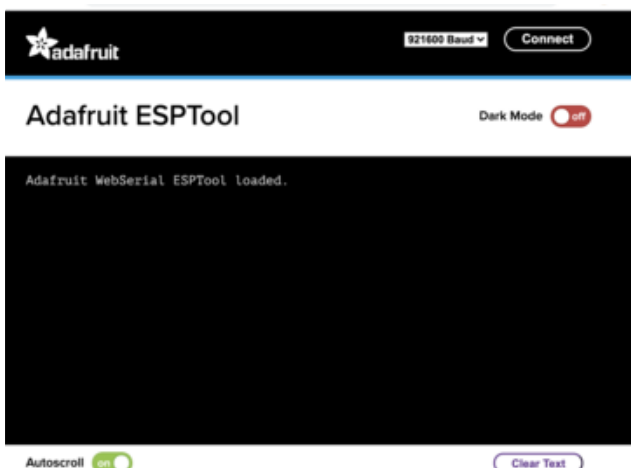 adafruit
921600 Baud
Connect
Adafruit ESPTool
Dark Mode off
Adafruit WebSerial ESPTool loaded.
Autoscroll on
Clear Text